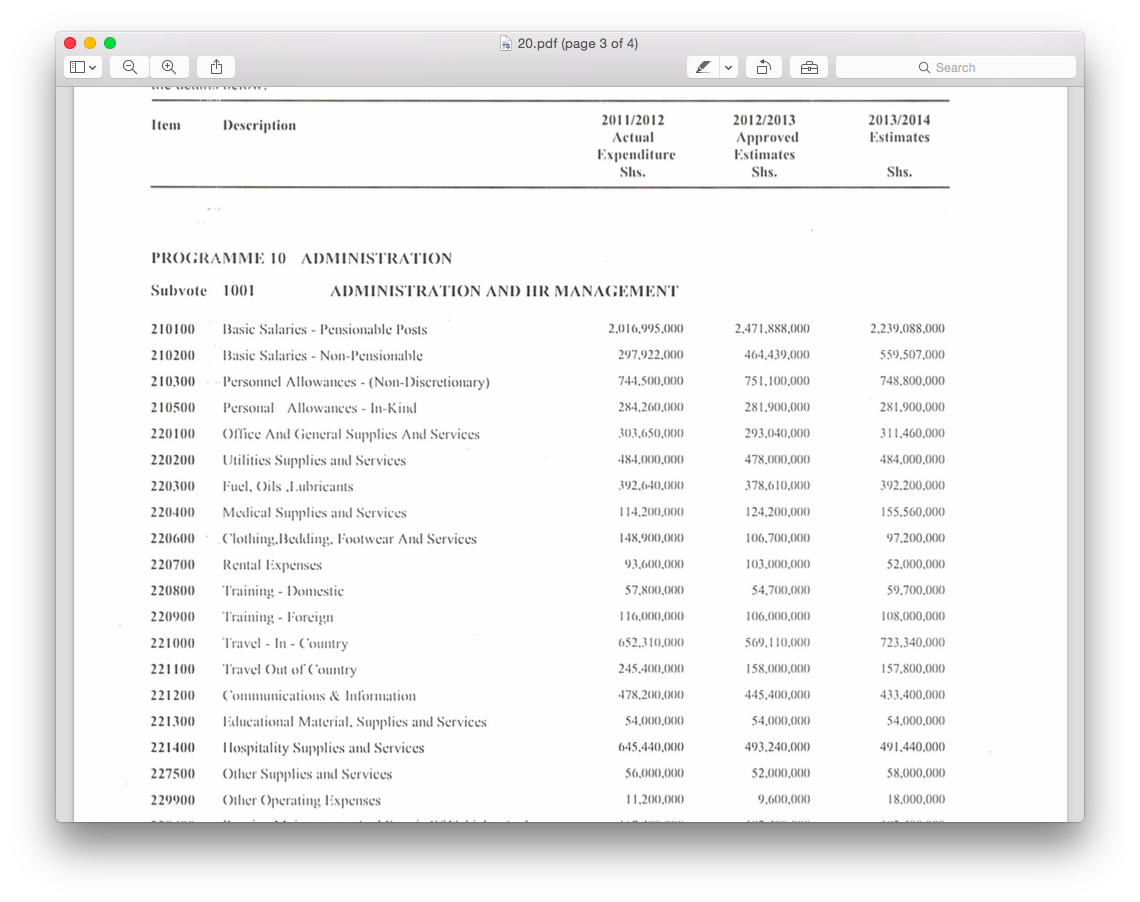 20.pdf (page 3 of 4)
Search
the details below:
Item Description 2011/2012 2012/2013 2013/2014
Actual Approved Estimates
Expenditure Estimates
Shs. Shs. Shs.
PROGRAMME 10 ADMINISTRATION
Subvote 1001 ADMINISTRATION AND HR MANAGEMENT
210100 Basic Salaries - Pensionable Posts 2,016,995,000 2,471,888,000 2,239,088,000
210200 Basic Salaries - Non-Pensionable 297,922,000 464,439,000 559,507,000
210300 Personnel Allowances - (Non-Discretionary) 744,500,000 751,100,000 748,800,000
210500 Personal Allowances - In-Kind 284,260,000 281,900,000 281,900,000
220100 Office And General Supplies And Services 303,650,000 293,040,000 311,460,000
220200 Utilities Supplies and Services 484,000,000 478,000,000 484,000,000
220300 Fuel, Oils ,Lubricants 392,640,000 378,610,000 392,200,000
220400 Medical Supplies and Services 114,200,000 124,200,000 155,560,000
220600 Clothing,Bedding, Footwear And Services 148,900,000 106,700,000 97,200,000
220700 Rental Expenses 93,600,000 103,000,000 52,000,000
220800 Training - Domestic 57,800,000 54,700,000 59,700,000
220900 Training - Foreign 116,000,000 106,000,000 108,000,000
221000 Travel - In - Country 652,310,000 569,110,000 723,340,000
221100 Travel Out of Country 245,400,000 158,000,000 157,800,000
221200 Communications & Information 478,200,000 445,400,000 433,400,000
221300 Educational Material, Supplies and Services 54,000,000 54,000,000 54,000,000
221400 Hospitality Supplies and Services 645,440,000 493,240,000 491,440,000
227500 Other Supplies and Services 56,000,000 52,000,000 58,000,000
229900 Other Operating Expenses 11,200,000 9,600,000 18,000,000